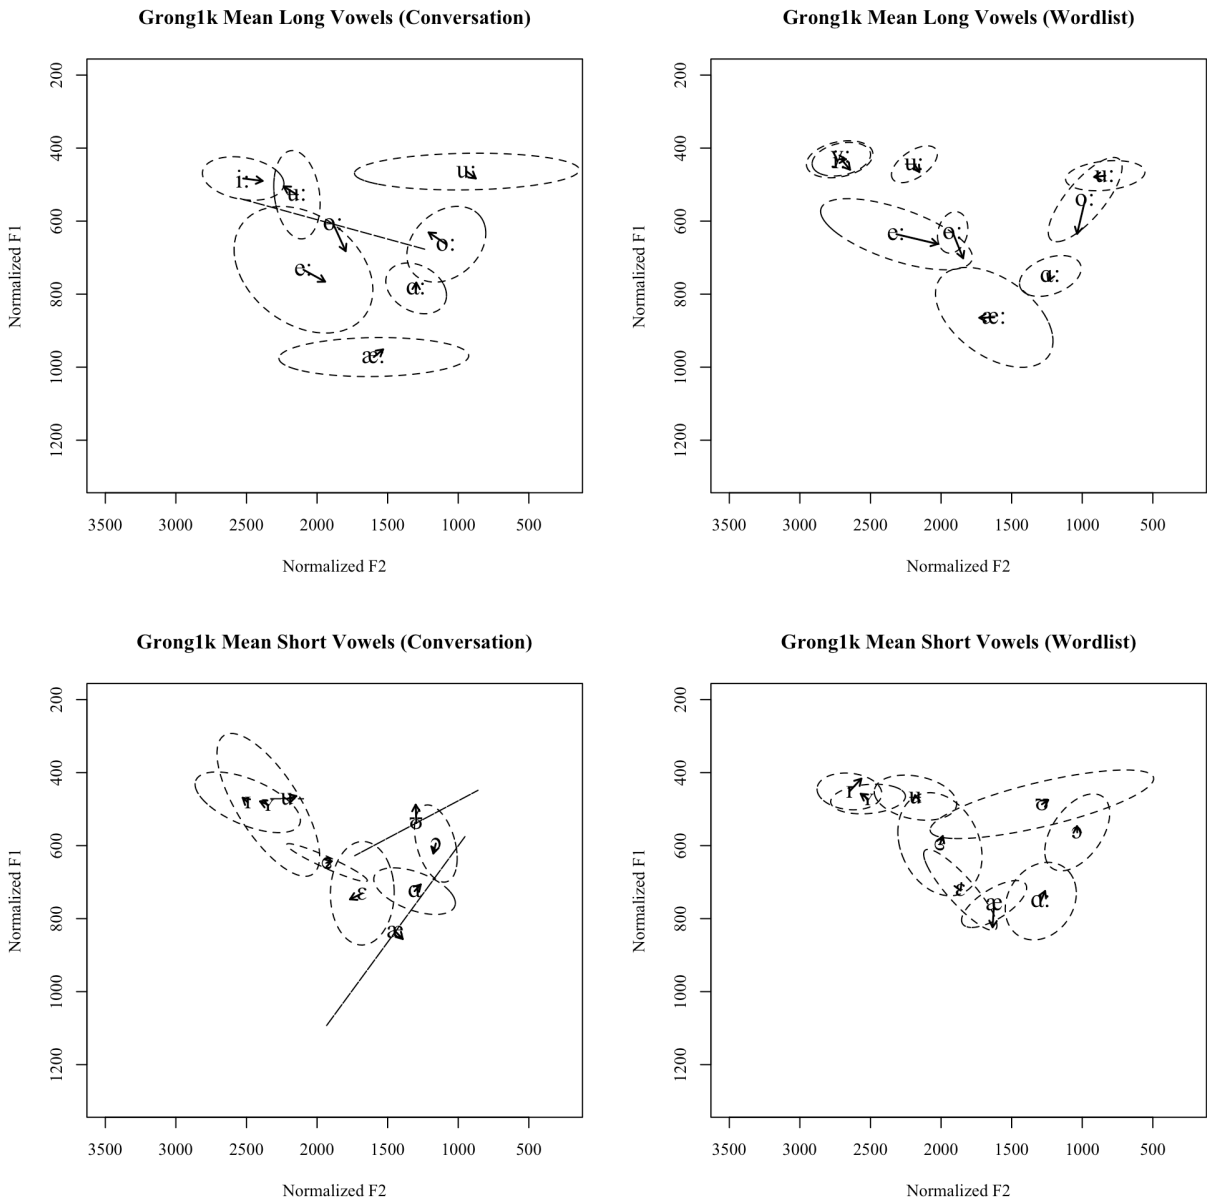 Grong1k Mean Long Vowels (Conversation)
200
400
600
800
1000
1200
Normalized F1
i:
ʉ:
u:
ø:
o:
e:
ɑ:
æ:
3500 3000 2500 2000 1500 1000 500
Normalized F2
Grong1k Mean Long Vowels (Wordlist)
200
400
600
800
1000
1200
Normalized F1
ʉ:
u:
o:
e:
ø:
ɑ:
æ:
3500 3000 2500 2000 1500 1000 500
Normalized F2
Grong1k Mean Short Vowels (Conversation)
200
400
600
800
1000
1200
Normalized F1
ɪ
ʏ
ʉ
ɔ
ɛ
ɑ
æ
3500 3000 2500 2000 1500 1000 500
Normalized F2
Grong1k Mean Short Vowels (Wordlist)
200
400
600
800
1000
1200
Normalized F1
ɪ
ʏ
ʉ
ɔ
ɛ
æ
ɑ:
3500 3000 2500 2000 1500 1000 500
Normalized F2